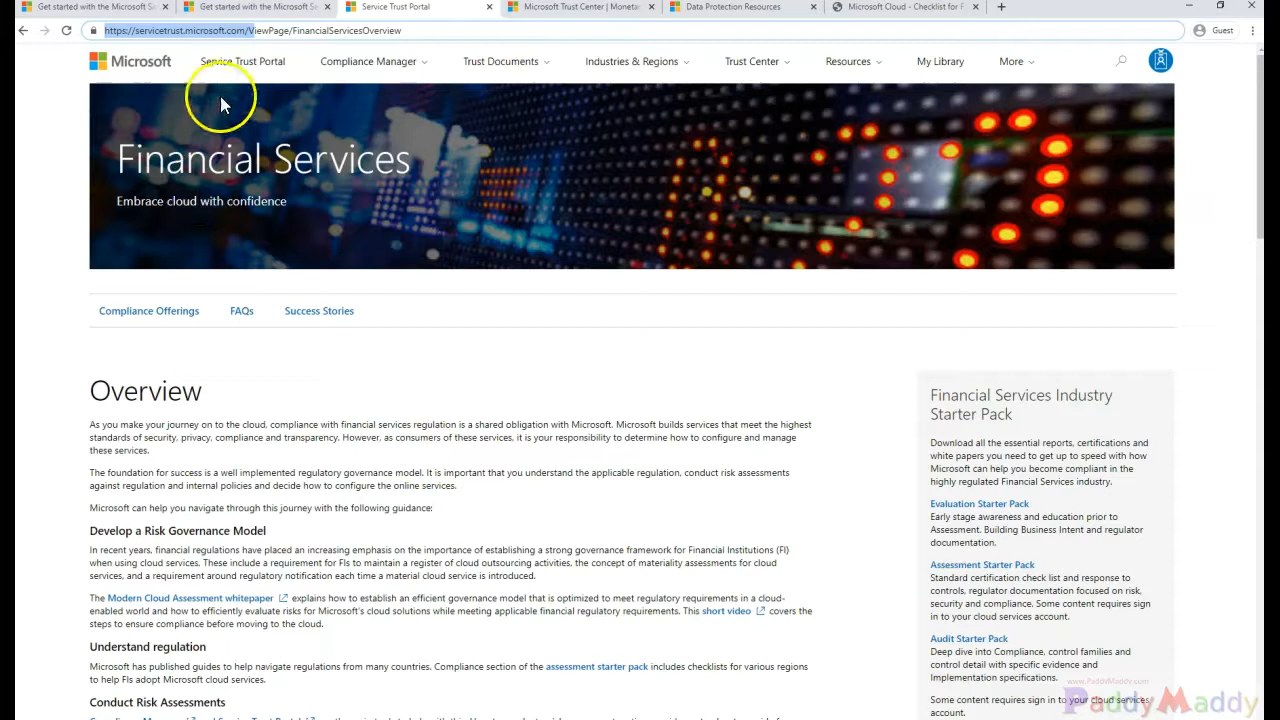 Get started with the Microsoft S
Get started with the Microsoft Se
Service Trust Portal
Microsoft Trust Center | Moneta
Data Protection Resources
Microsoft Cloud - Checklist for F
https://servicetrust.microsoft.com/ViewPage/FinancialServicesOverview
Guest
Microsoft
Service Trust Portal
Compliance Manager
Trust Documents
Industries & Regions
Trust Center
Resources
My Library
More
Financial Services
Embrace cloud with confidence
Compliance Offerings
FAQs
Success Stories
Overview
As you make your journey on to the cloud, compliance with financial services regulation is a shared obligation with Microsoft. Microsoft builds services that meet the highest
standards of security, privacy, compliance and transparency. However, as consumers of these services, it is your responsibility to determine how to configure and manage
these services.
The foundation for success is a well implemented regulatory governance model. It is important that you understand the applicable regulation, conduct risk assessments
against regulation and internal policies and decide how to configure the online services.
Microsoft can help you navigate through this journey with the following guidance:
Develop a Risk Governance Model
In recent years, financial regulations have placed an increasing emphasis on the importance of establishing a strong governance framework for Financial Institutions (FI)
when using cloud services. These include a requirement for FIs to maintain a register of cloud outsourcing activities, the concept of materiality assessments for cloud
services, and a requirement around regulatory notification each time a material cloud service is introduced.
The Modern Cloud Assessment whitepaper explains how to establish an efficient governance model that is optimized to meet regulatory requirements in a cloud-
enabled world and how to efficiently evaluate risks for Microsoft's cloud solutions while meeting applicable financial regulatory requirements. This short video covers the
steps to ensure compliance before moving to the cloud.
Understand regulation
Microsoft has published guides to help navigate regulations from many countries. Compliance section of the assessment starter pack includes checklists for various regions
to help FIs adopt Microsoft cloud services.
Conduct Risk Assessments
Financial Services Industry
Starter Pack
Download all the essential reports, certifications and
white papers you need to get up to speed with how
Microsoft can help you become compliant in the
highly regulated Financial Services industry.
Evaluation Starter Pack
Early stage awareness and education prior to
Assessment. Building Business Intent and regulator
documentation.
Assessment Starter Pack
Standard certification check list and response to
controls, regulator documentation focused on risk,
security and compliance. Some content requires sign
in to your cloud services account.
Audit Starter Pack
Deep dive into Compliance, control families and
control detail with specific evidence and
Implementation specifications.
Some content requires sign in to your cloud services
account.
www.PaddyMaddy.com
PaddyMaddy